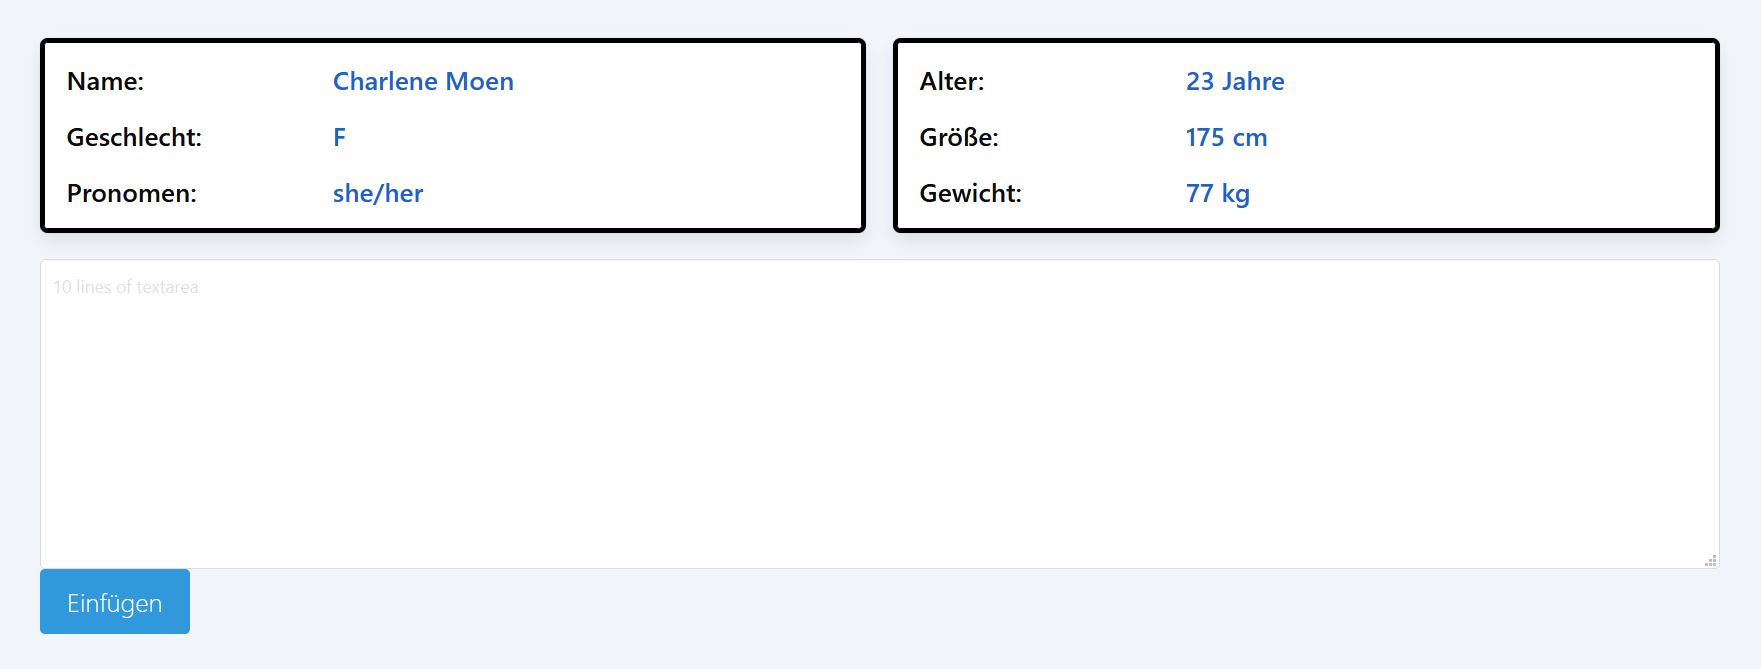 Name: Charlene Moen
Geschlecht: F
Pronomen: she/her
Alter: 23 Jahre
Größe: 175 cm
Gewicht: 77 kg
10 lines of textarea
Einfügen